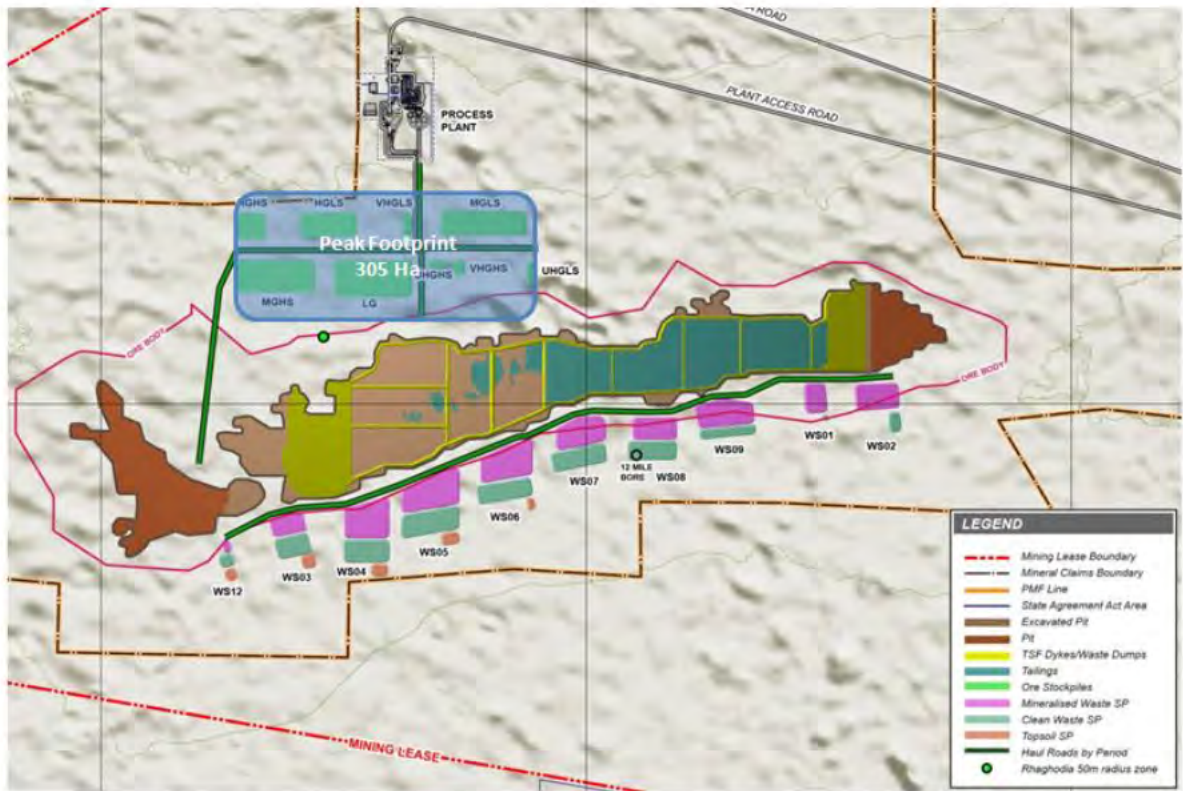 ROAD
PLANT ACCESS ROAD
PROCESS
PLANT
HGLS
VHGLS
MGLS
Peak Footprint
305 Ha
VHGHS
UHGLS
MGHS
LG
ORE BODY
ORE BODY
WS01
WS02
WS09
WS07
12 MILE
BORE
WS08
WS06
WS05
WS04
WS03
WS12
MINING LEASE
LEGEND
Mining Lease Boundary
Mineral Claims Boundary
PMF Line
State Agreement Act Area
Excavated Pit
Pit
TSF Dykes/Waste Dumps
Tailings
Ore Stockpiles
Mineralised Waste SP
Clean Waste SP
Topsoil SP
Haul Roads by Period
Rhaghodia 50m radius zone